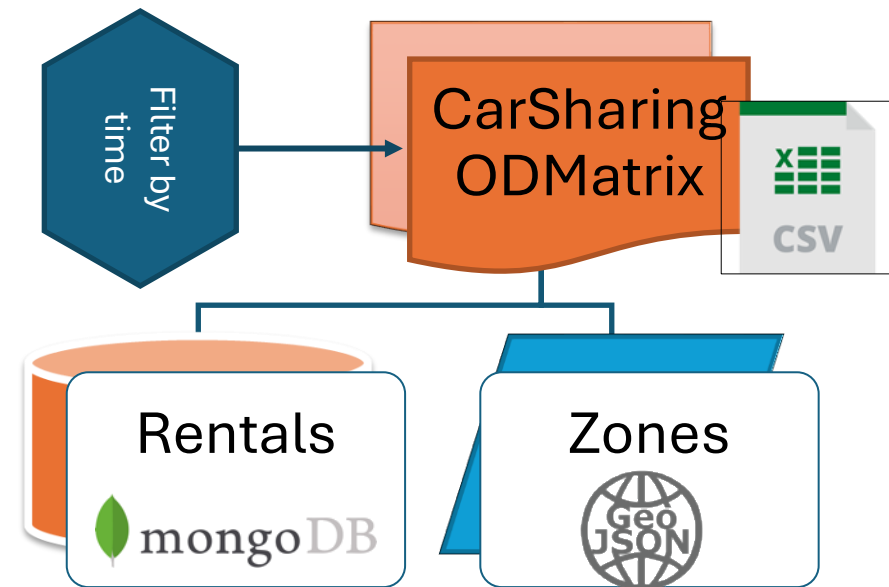 Filter by
time
CarSharing
ODMatrix
X
CSV
Rentals
mongoDB
Zones
Geo
JSON